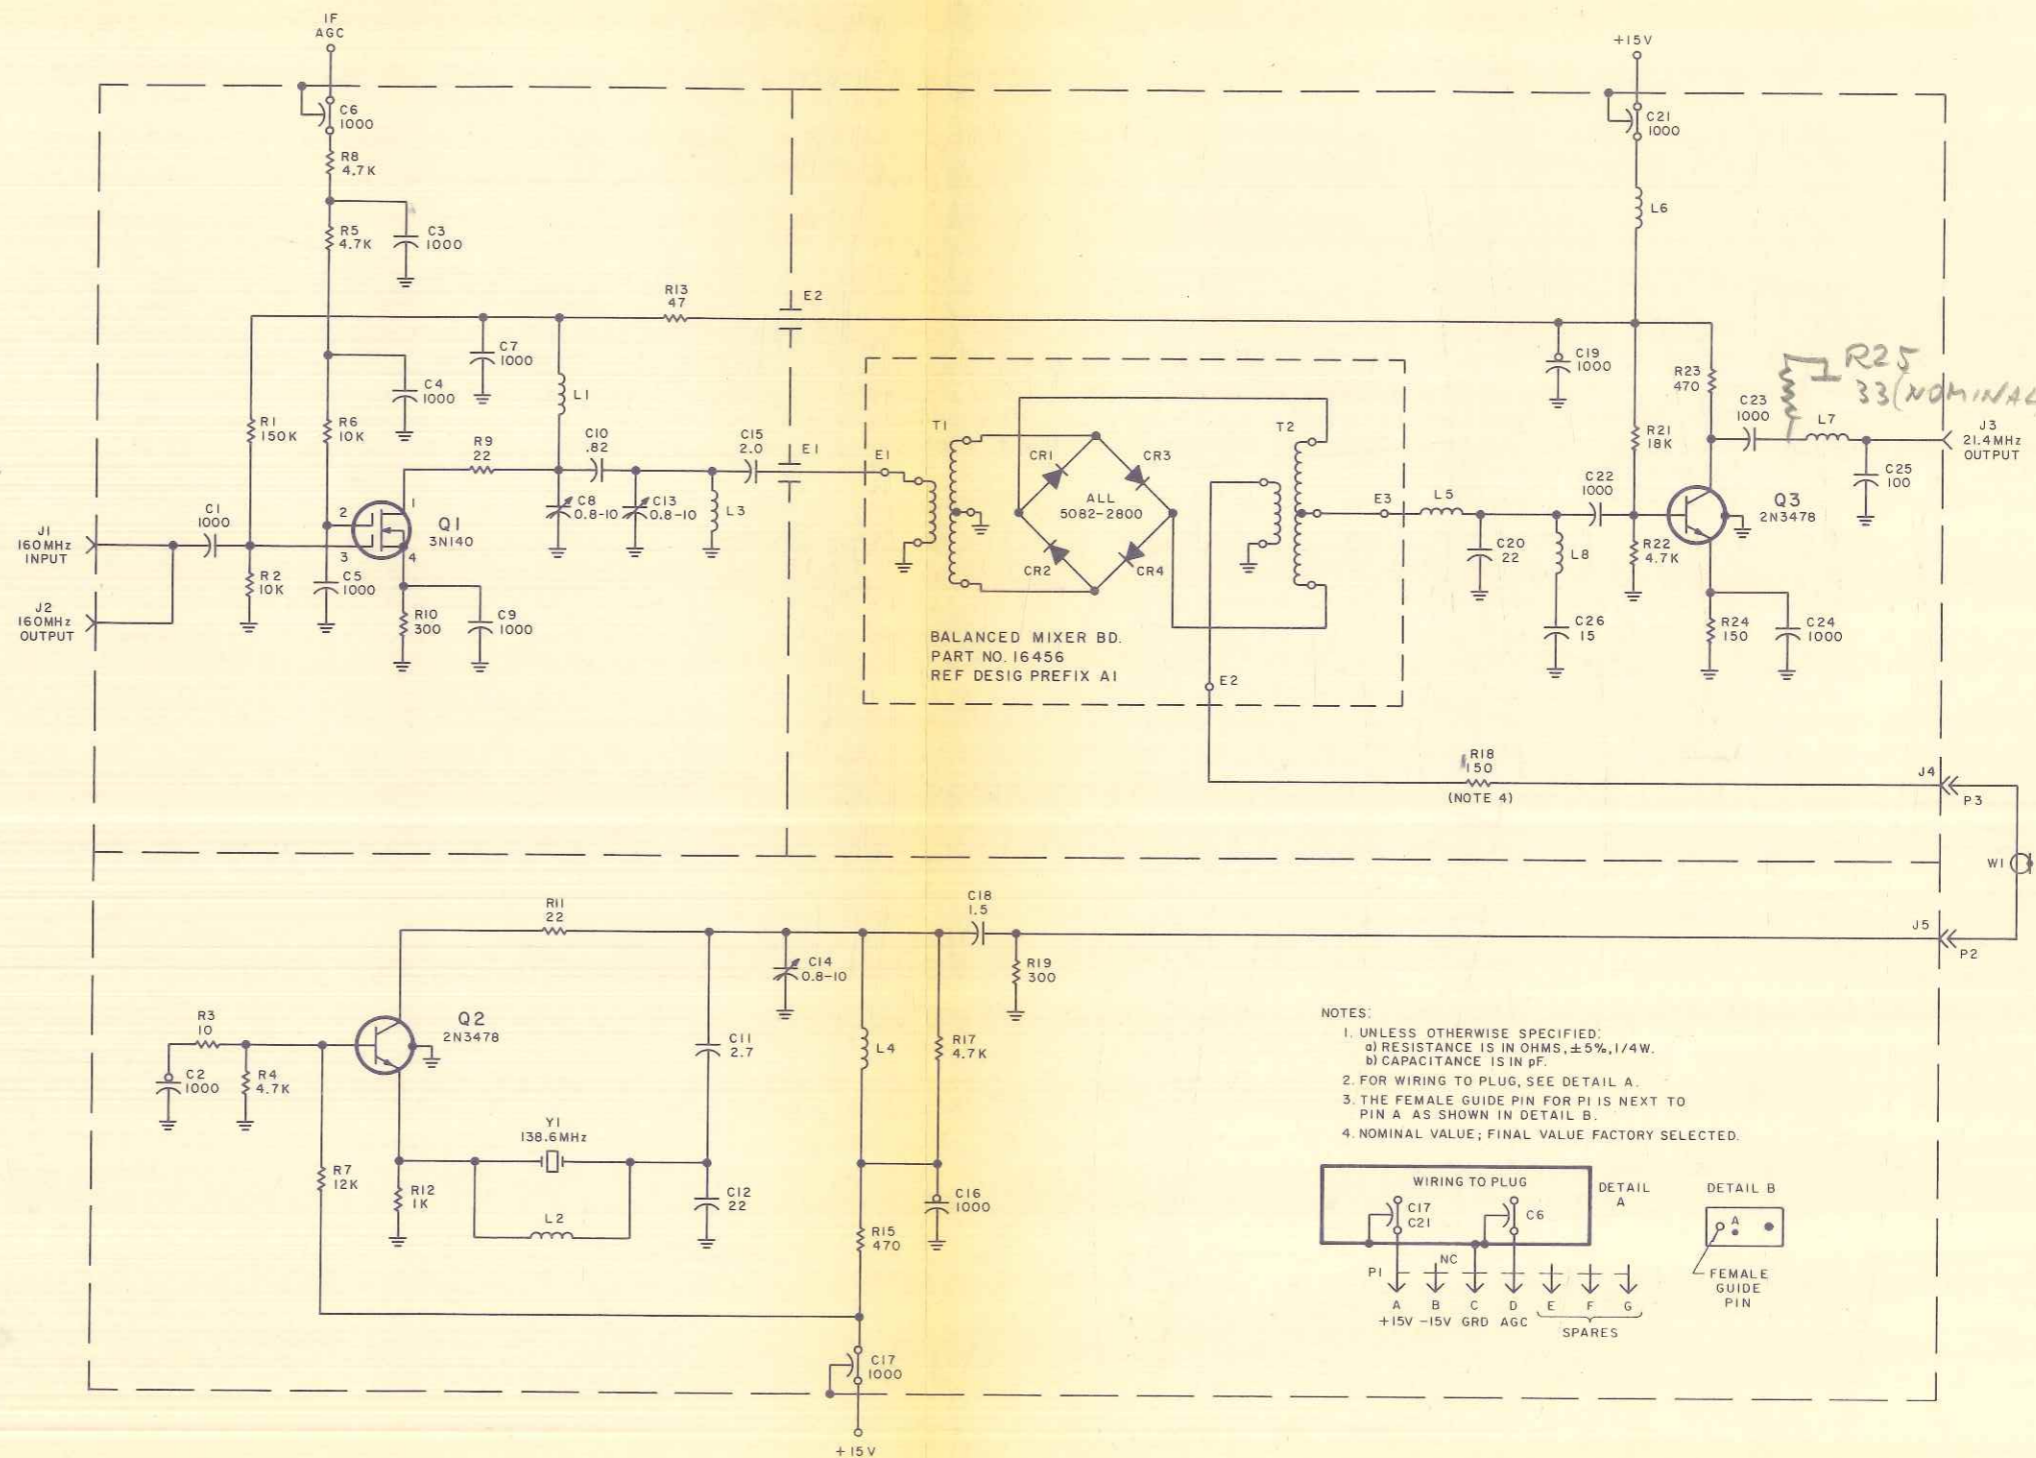 IF
AGC
C6
1000
R8
4.7K
R5
4.7K
C3
1000
+15V
C21
1000
L6
R13
47
E2
C7
1000
C4
1000
L1
R1
150K
R6
10K
R9
22
C10
.82
C15
2.0
E1
C8
0.8-10
C13
0.8-10
L3
C1
1000
J1
160MHz
INPUT
J2
160MHz
OUTPUT
R2
10K
C5
1000
2
3
1
4
Q1
3N140
R10
300
C9
1000
E1
T1
CR1
CR3
ALL
5082-2800
CR2
CR4
T2
E3
E2
BALANCED MIXER BD.
PART NO. 16456
REF DESIG PREFIX A1
L5
C20
22
L8
C26
15
C22
1000
C19
1000
R21
18K
R22
4.7K
R23
470
C23
1000
R25
33 (NOMINAL
L7
J3
21.4MHz
OUTPUT
C25
100
Q3
2N3478
R24
150
C24
1000
R18
150
(NOTE 4)
J4
P3
W1
J5
P2
R11
22
C18
1.5
R19
300
C14
0.8-10
C11
2.7
L4
R17
4.7K
R3
10
C2
1000
R4
4.7K
Q2
2N3478
Y1
138.6MHz
R7
12K
R12
1K
L2
C12
22
R15
470
C16
1000
C17
1000
+15V
NOTES:
1. UNLESS OTHERWISE SPECIFIED:
a) RESISTANCE IS IN OHMS, ±5%, 1/4W.
b) CAPACITANCE IS IN pF.
2. FOR WIRING TO PLUG, SEE DETAIL A.
3. THE FEMALE GUIDE PIN FOR P1 IS NEXT TO
PIN A AS SHOWN IN DETAIL B.
4. NOMINAL VALUE; FINAL VALUE FACTORY SELECTED.
WIRING TO PLUG
DETAIL
A
C17
C21
C6
P1
NC
A B C D E F G
+15V -15V GRD AGC
SPARES
DETAIL B
A
FEMALE
GUIDE
PIN